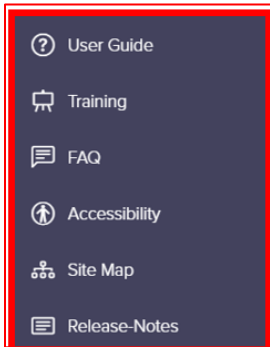 User Guide
Training
FAQ
Accessibility
Site Map
Release-Notes